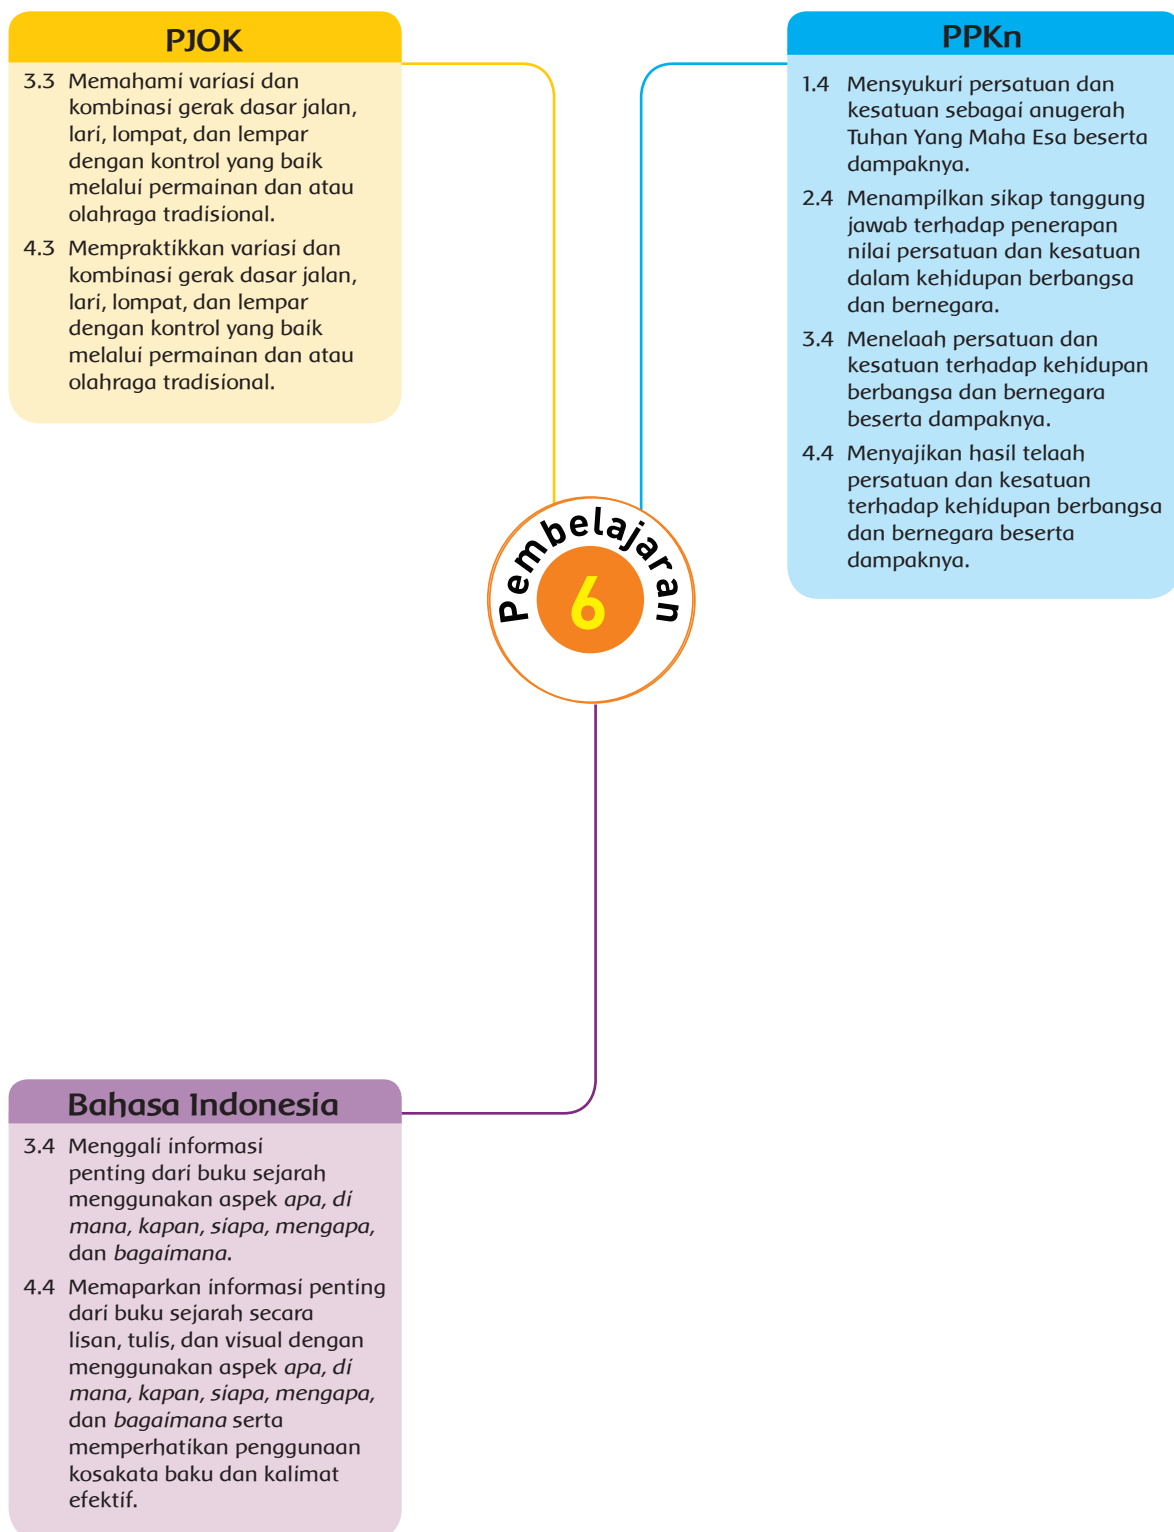 PJOK
3.3 Memahami variasi dan
kombinasi gerak dasar jalan,
lari, lompat, dan lempar
dengan kontrol yang baik
melalui permainan dan atau
olahraga tradisional.
4.3 Mempraktikkan variasi dan
kombinasi gerak dasar jalan,
lari, lompat, dan lempar
dengan kontrol yang baik
melalui permainan dan atau
olahraga tradisional.
PPKn
1.4 Mensyukuri persatuan dan
kesatuan sebagai anugerah
Tuhan Yang Maha Esa beserta
dampaknya.
2.4 Menampilkan sikap tanggung
jawab terhadap penerapan
nilai persatuan dan kesatuan
dalam kehidupan berbangsa
dan bernegara.
3.4 Menelaah persatuan dan
kesatuan terhadap kehidupan
berbangsa dan bernegara
beserta dampaknya.
4.4 Menyajikan hasil telaah
persatuan dan kesatuan
terhadap kehidupan berbangsa
dan bernegara beserta
dampaknya.
Pembelajaran
6
Bahasa Indonesia
3.4 Menggali informasi
penting dari buku sejarah
menggunakan aspek apa, di
mana, kapan, siapa, mengapa,
dan bagaimana.
4.4 Memaparkan informasi penting
dari buku sejarah secara
lisan, tulis, dan visual dengan
menggunakan aspek apa, di
mana, kapan, siapa, mengapa,
dan bagaimana serta
memperhatikan penggunaan
kosakata baku dan kalimat
efektif.